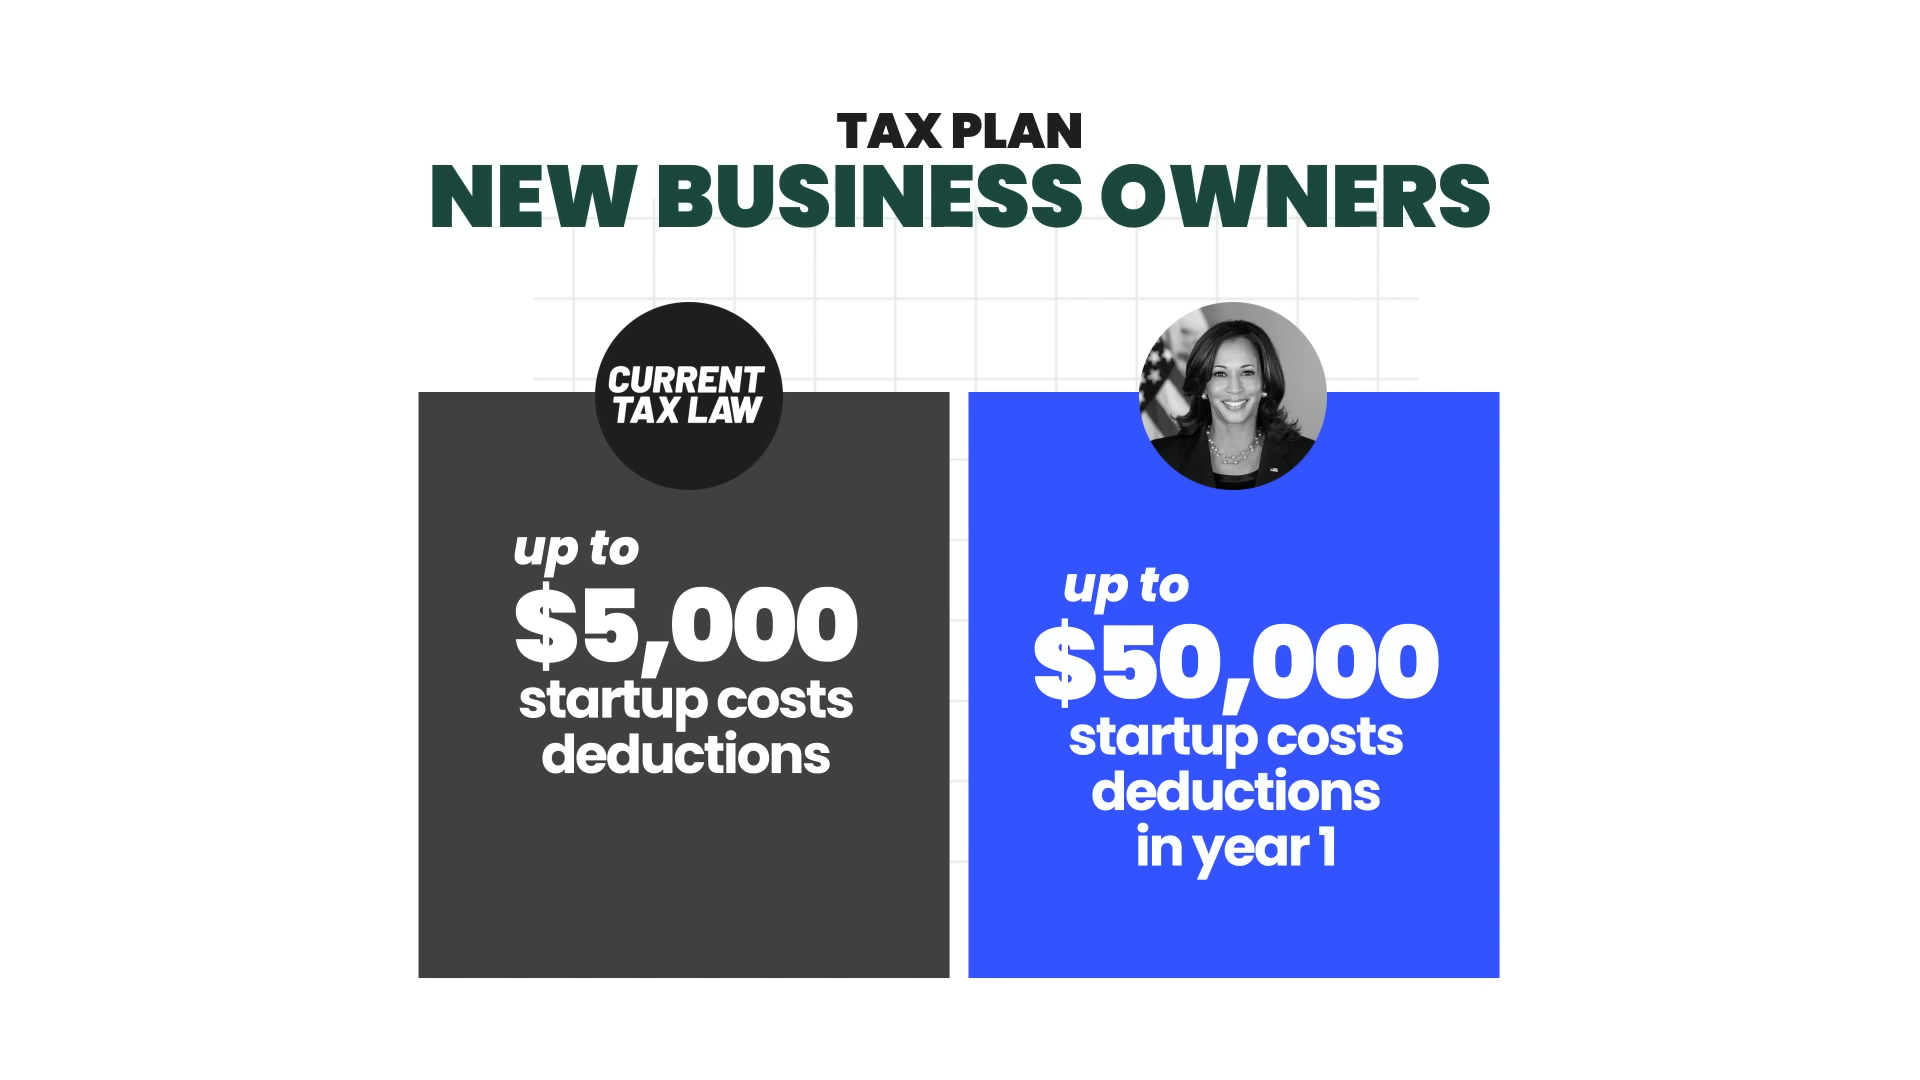 TAX PLAN
NEW BUSINESS OWNERS
CURRENT
TAX LAW
up to
$5,000
startup costs
deductions
up to
$50,000
startup costs
deductions
in year 1